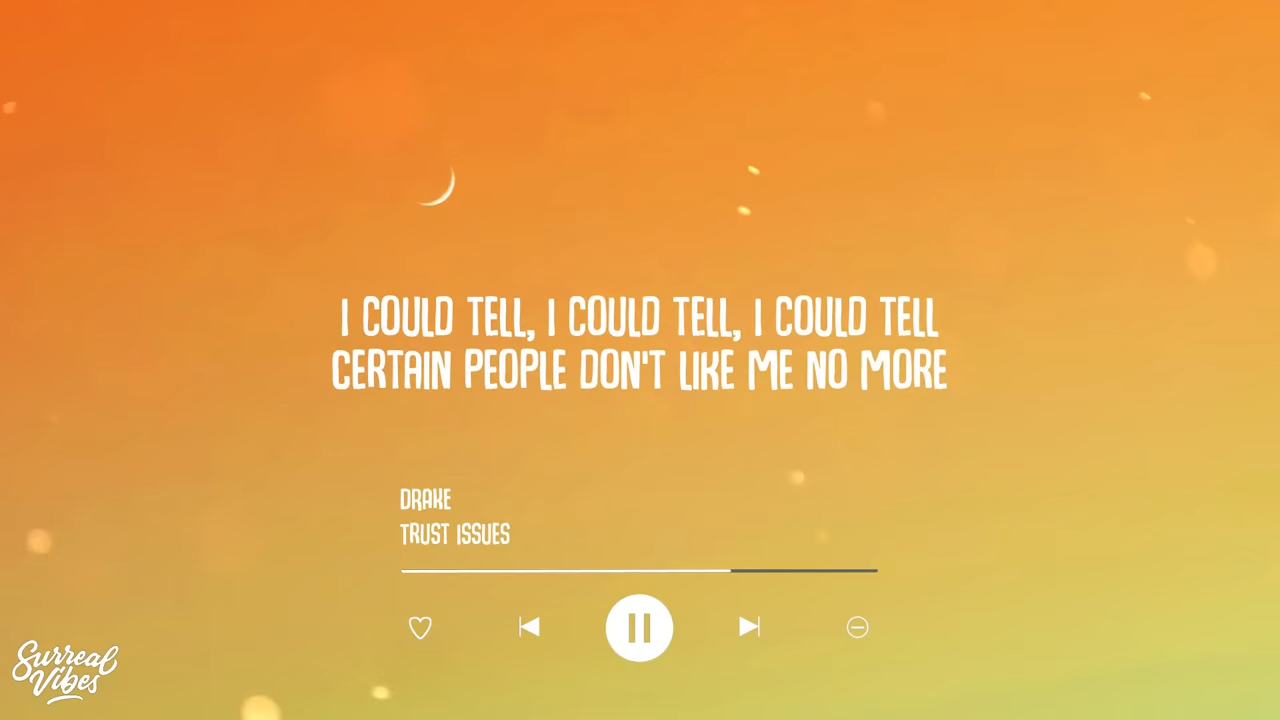 I COULD TELL, I COULD TELL, I COULD TELL
CERTAIN PEOPLE DON'T LIKE ME NO MORE
DRAKE
TRUST ISSUES
Surreal
Vibes